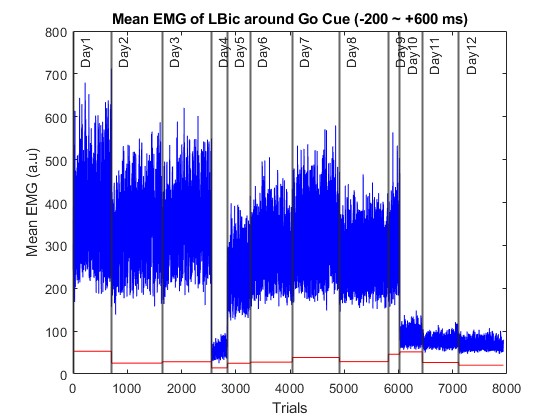 Mean EMG of LBic around Go Cue (-200 ~ +600 ms)
800
700
600
500
400
300
200
100
0
Mean EMG (a.u)
Day1
Day2
Day3
Day4
Day5
Day6
Day7
Day8
Day9
Day10
Day11
Day12
0
1000
2000
3000
4000
5000
6000
7000
8000
Trials